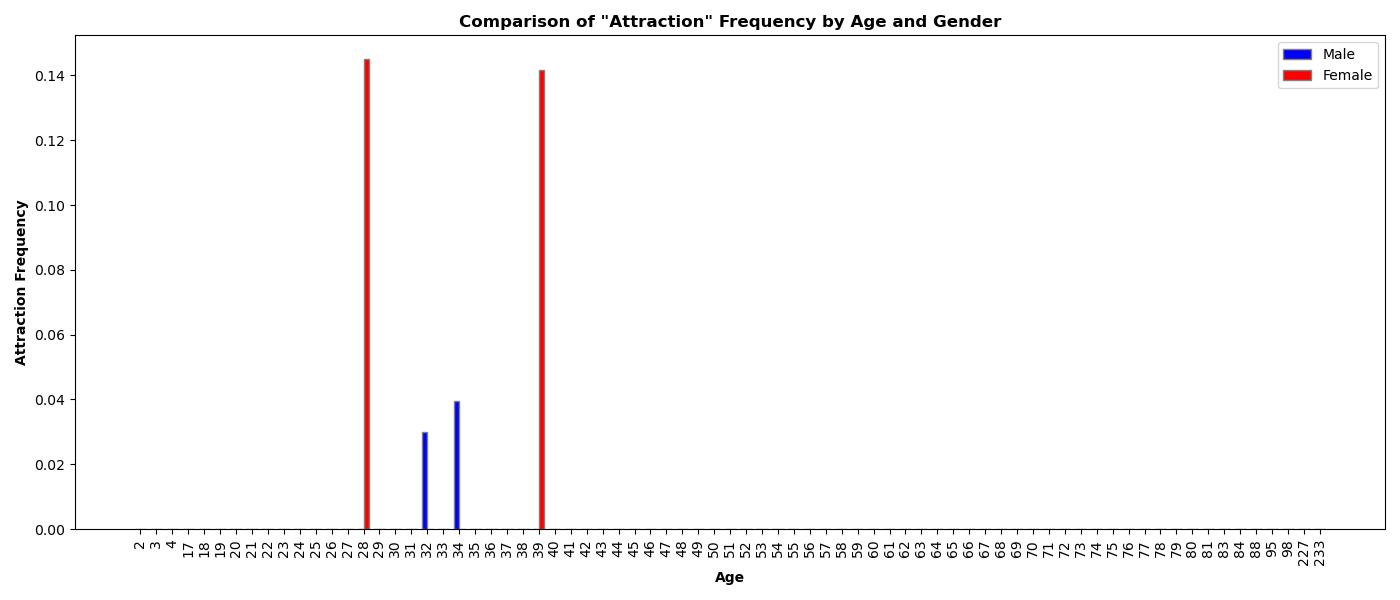 Comparison of "Attraction" Frequency by Age and Gender
Male
Female
Attraction Frequency
0.14
0.12
0.10
0.08
0.06
0.04
0.02
0.00
2 3 4 17 18 19 20 21 22 23 24 25 26 27 28 29 30 31 32 33 34 35 36 37 38 39 40 41 42 43 44 45 46 47 48 49 50 51 52 53 54 55 56 57 58 59 60 61 62 63 64 65 66 67 68 69 70 71 72 73 74 75 76 77 78 79 80 81 83 84 88 95 98 227 233
Age